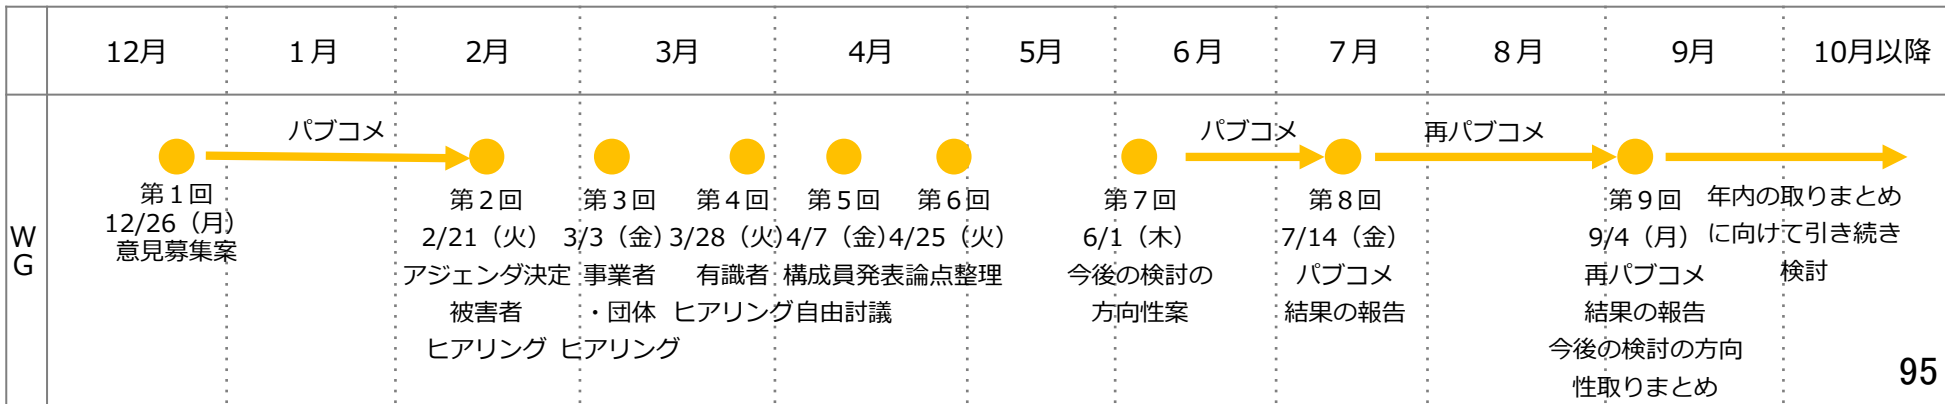 12月
1月
2月
3月
4月
5月
6月
7月
8月
9月
10月以降
WG
パブコメ
パブコメ
再パブコメ
第1回
12/26（月）
意見募集案
第2回
2/21（火）
アジェンダ決定
被害者
ヒアリング
第3回
3/3（金）
事業者
・団体
ヒアリング
第4回
3/28（火）
有識者
ヒアリング
第5回
4/7（金）
構成員発表
自由討議
第6回
4/25（火）
論点整理
第7回
6/1（木）
今後の検討の
方向性案
第8回
7/14（金）
パブコメ
結果の報告
第9回
9/4（月）
再パブコメ
結果の報告
今後の検討の方向
性取りまとめ
年内の取りまとめ
に向けて引き続き
検討
95